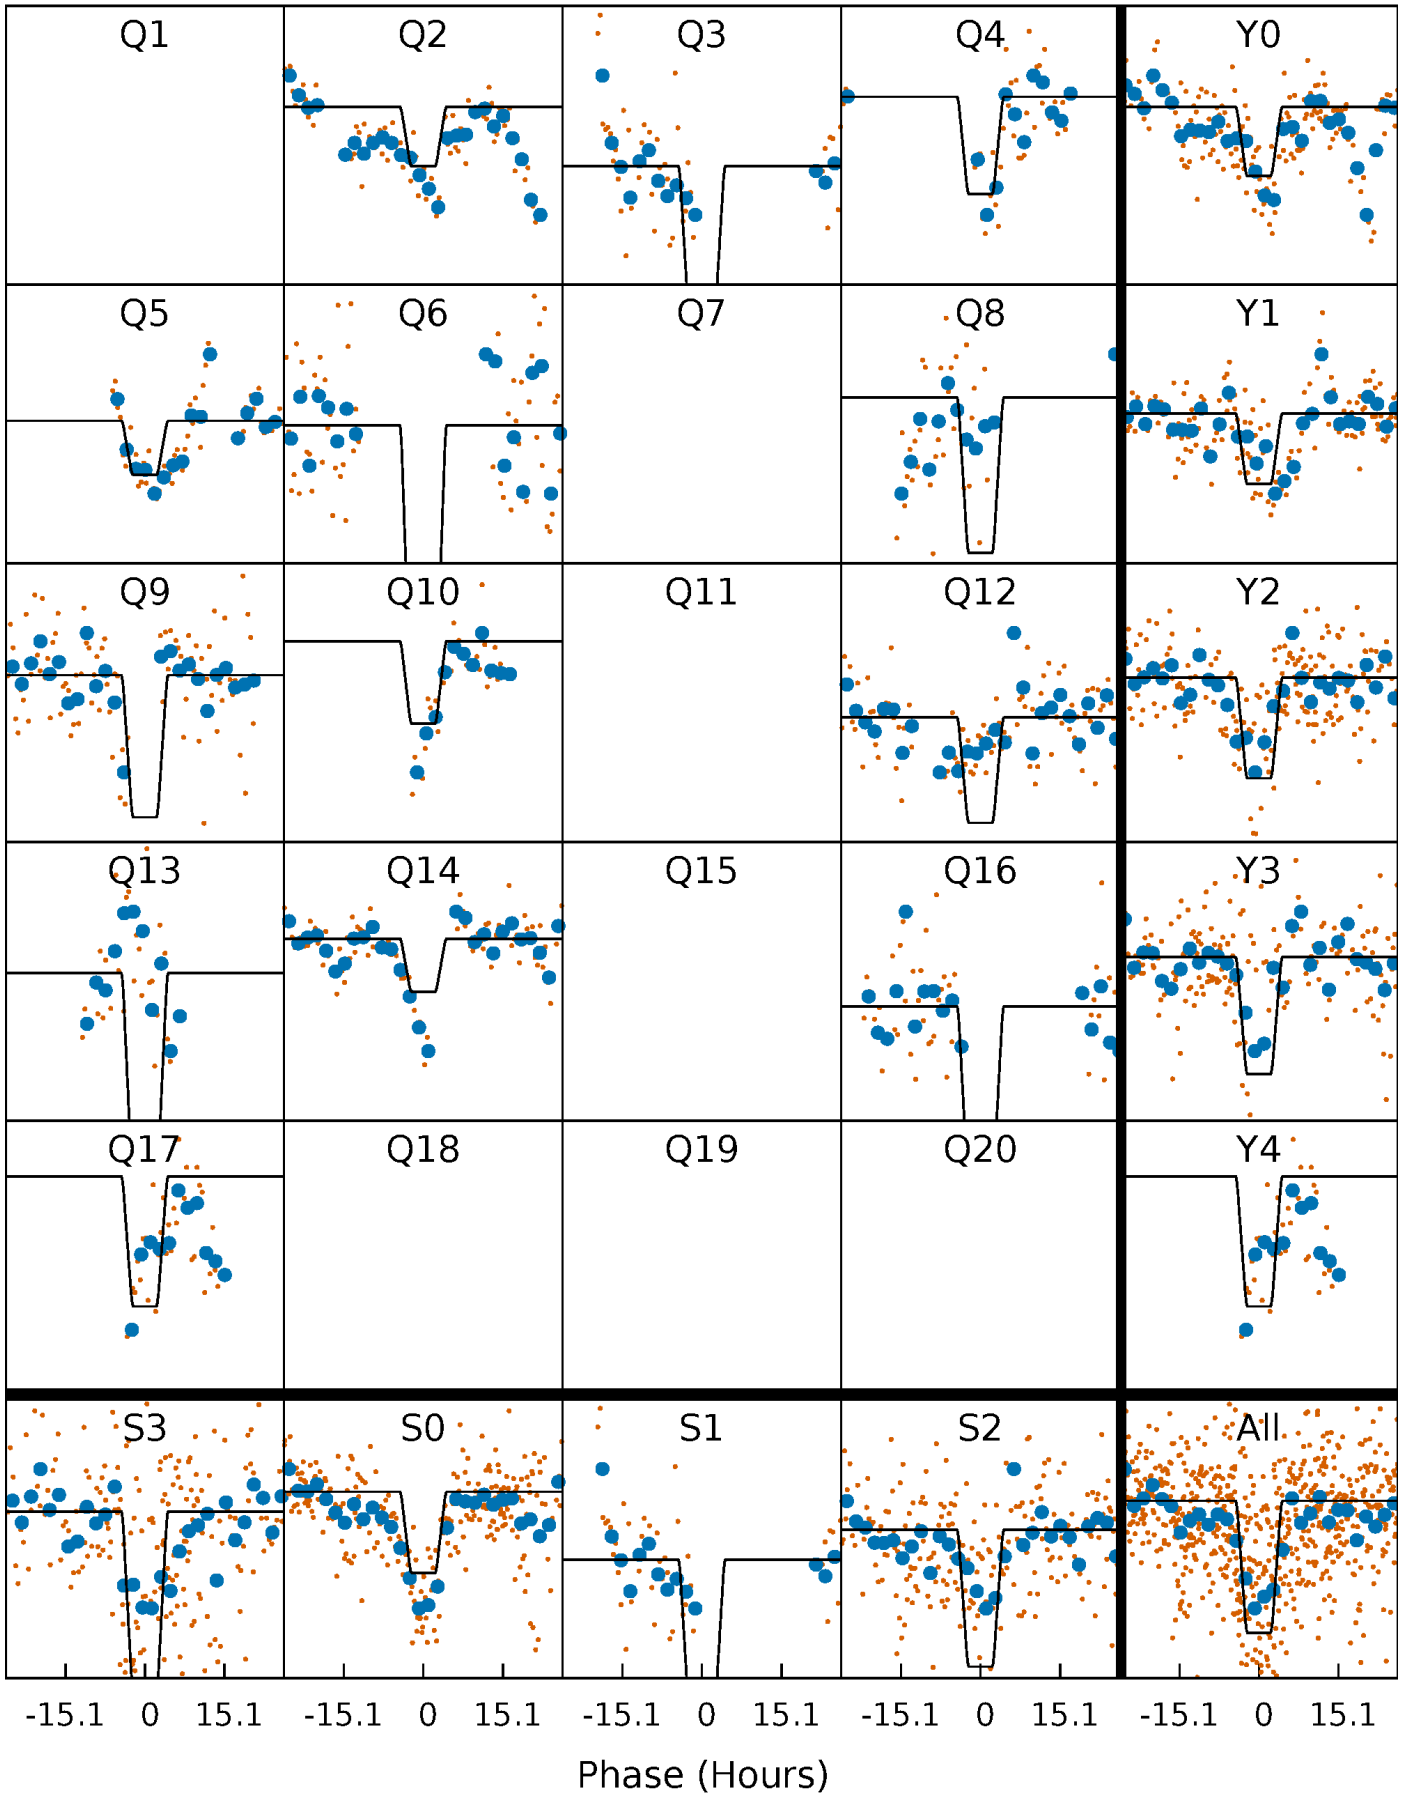 Q1 Q2 Q3 Q4 Y0
Q5 Q6 Q7 Q8 Y1
Q9 Q10 Q11 Q12 Y2
Q13 Q14 Q15 Q16 Y3
Q17 Q18 Q19 Q20 Y4
S3 S0 S1 S2 All
-15.1 0 15.1 -15.1 0 15.1 -15.1 0 15.1 -15.1 0 15.1 -15.1 0 15.1
Phase (Hours)